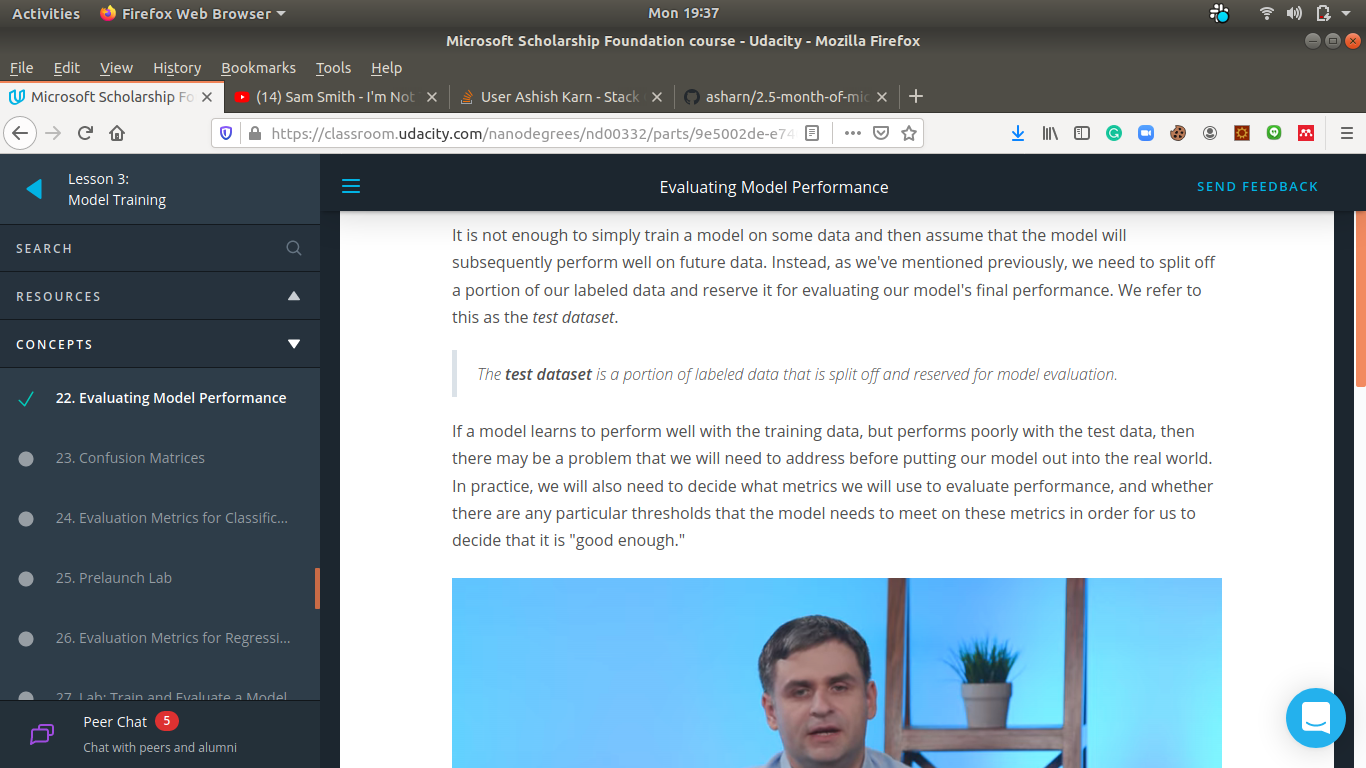 Activities Firefox Web Browser Mon 19:37
Microsoft Scholarship Foundation course - Udacity - Mozilla Firefox
File Edit View History Bookmarks Tools Help
Microsoft Scholarship Fo (14) Sam Smith - I'm Not User Ashish Karn - Stack asharn/2.5-month-of-mic
https://classroom.udacity.com/nanodegrees/nd00332/parts/9e5002de-e74
Lesson 3:
Model Training
SEARCH
RESOURCES
CONCEPTS
22. Evaluating Model Performance
23. Confusion Matrices
24. Evaluation Metrics for Classific...
25. Prelaunch Lab
26. Evaluation Metrics for Regressi...
27. Lab: Train and Evaluate a Model
Peer Chat 5
Chat with peers and alumni
Evaluating Model Performance
SEND FEEDBACK
It is not enough to simply train a model on some data and then assume that the model will
subsequently perform well on future data. Instead, as we've mentioned previously, we need to split off
a portion of our labeled data and reserve it for evaluating our model's final performance. We refer to
this as the test dataset.
The test dataset is a portion of labeled data that is split off and reserved for model evaluation.
If a model learns to perform well with the training data, but performs poorly with the test data, then
there may be a problem that we will need to address before putting our model out into the real world.
In practice, we will also need to decide what metrics we will use to evaluate performance, and whether
there are any particular thresholds that the model needs to meet on these metrics in order for us to
decide that it is "good enough."